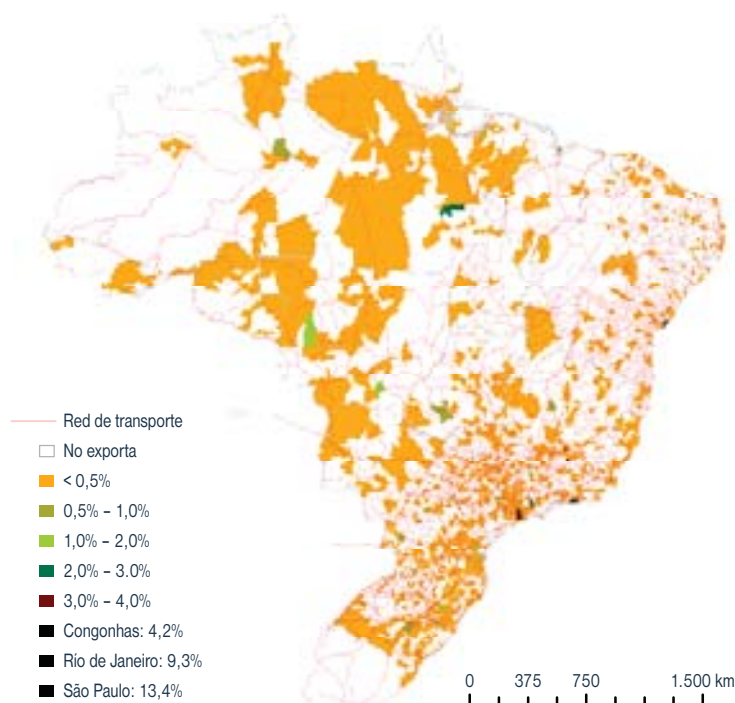 Red de transporte
No exporta
< 0,5%
0,5% – 1,0%
1,0% – 2,0%
2,0% – 3.0%
3,0% – 4,0%
Congonhas: 4,2%
Río de Janeiro: 9,3%
São Paulo: 13,4%
0 375 750 1.500 km